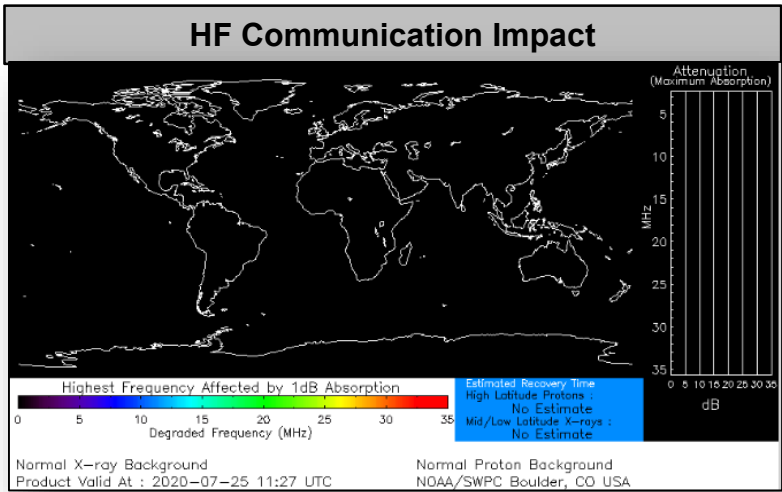 HF Communication Impact
Attenuation
(Maximum Absorption)
5
10
15
20
25
30
35
MHz
0 5 10 15 20 25 30 35
dB
Highest Frequency Affected by 1dB Absorption
0 5 10 15 20 25 30 35
Degraded Frequency (MHz)
Estimated Recovery Time
High Latitude Protons :
No Estimate
Mid/Low Latitude X-rays :
No Estimate
Normal X-ray Background
Product Valid At : 2020-07-25 11:27 UTC
Normal Proton Background
NOAA/SWPC Boulder, CO USA